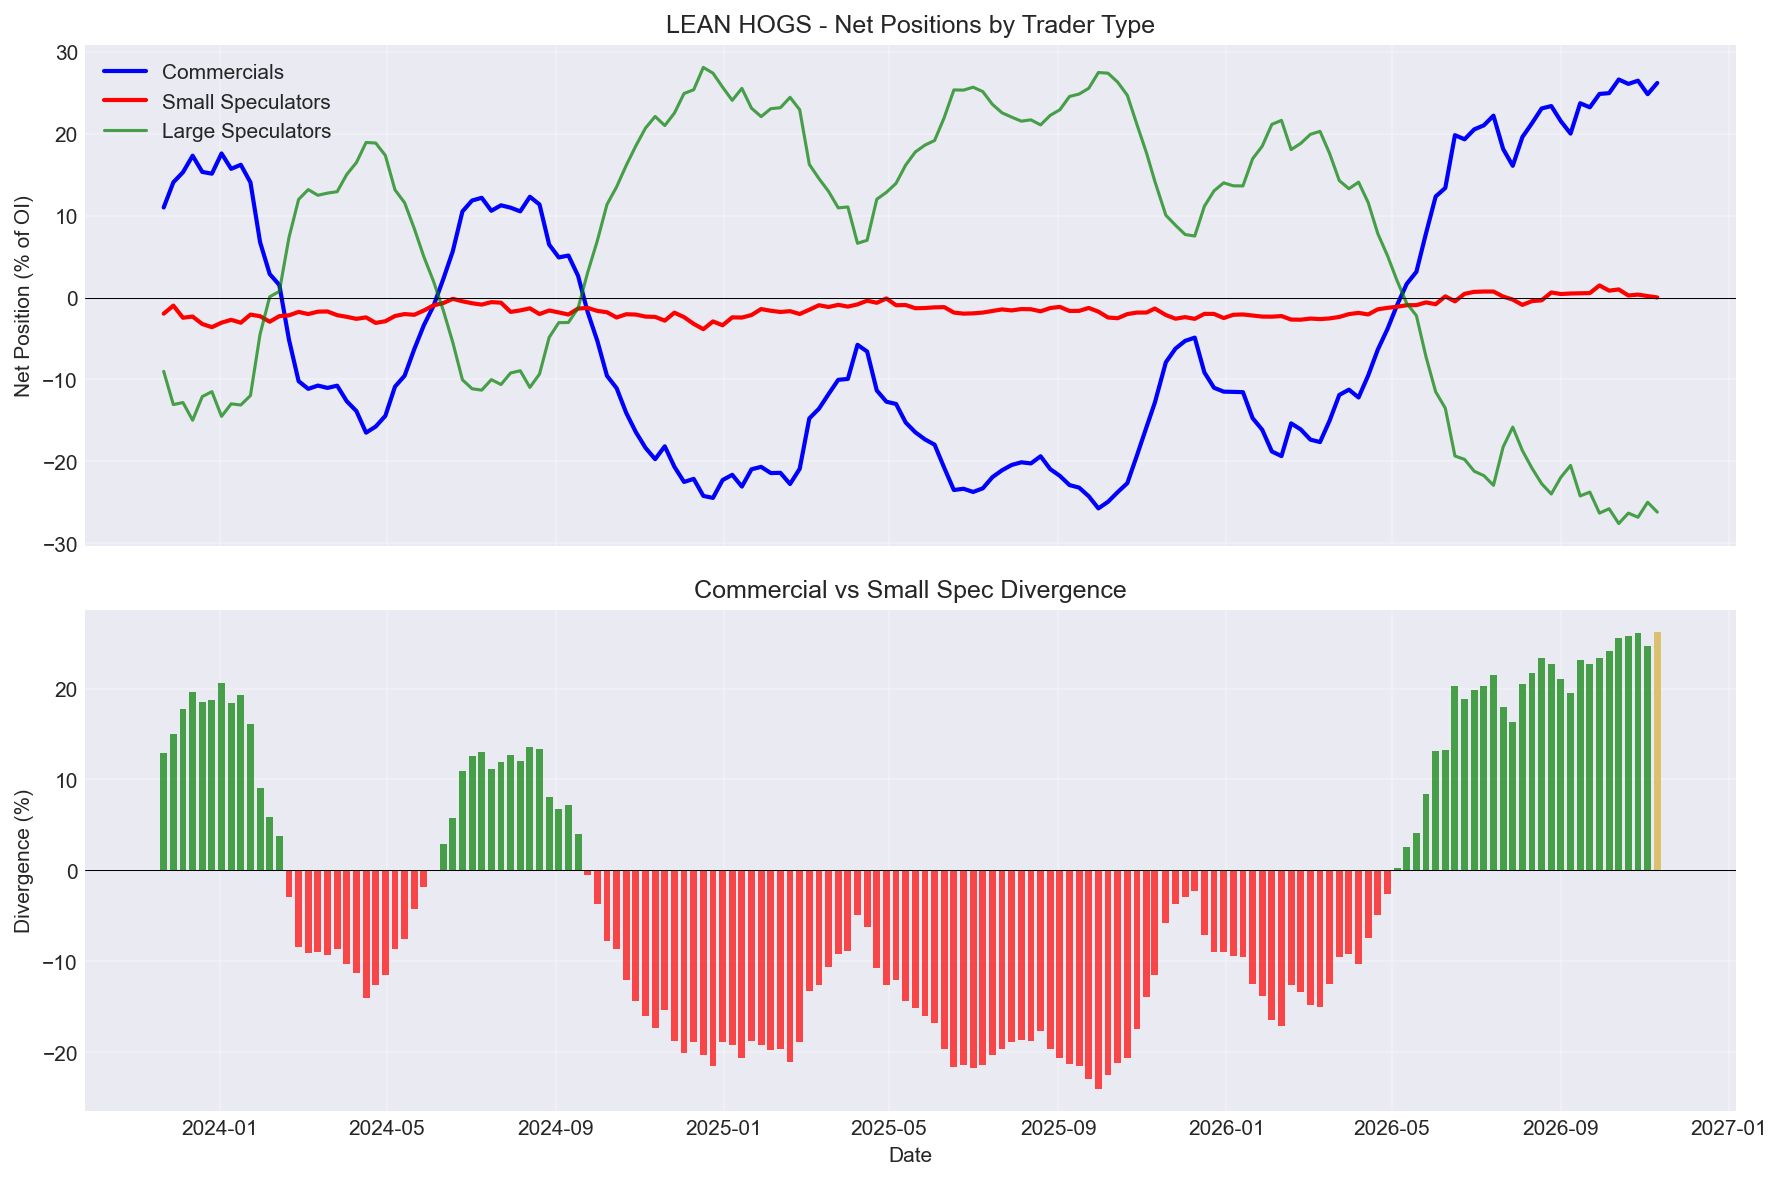 LEAN HOGS - Net Positions by Trader Type
30
20
10
0
−10
−20
−30
Net Position (% of OI)
Commercials
Small Speculators
Large Speculators
Commercial vs Small Spec Divergence
20
10
0
−10
−20
Divergence (%)
2024-01 2024-05 2024-09 2025-01 2025-05 2025-09 2026-01 2026-05 2026-09 2027-01
Date